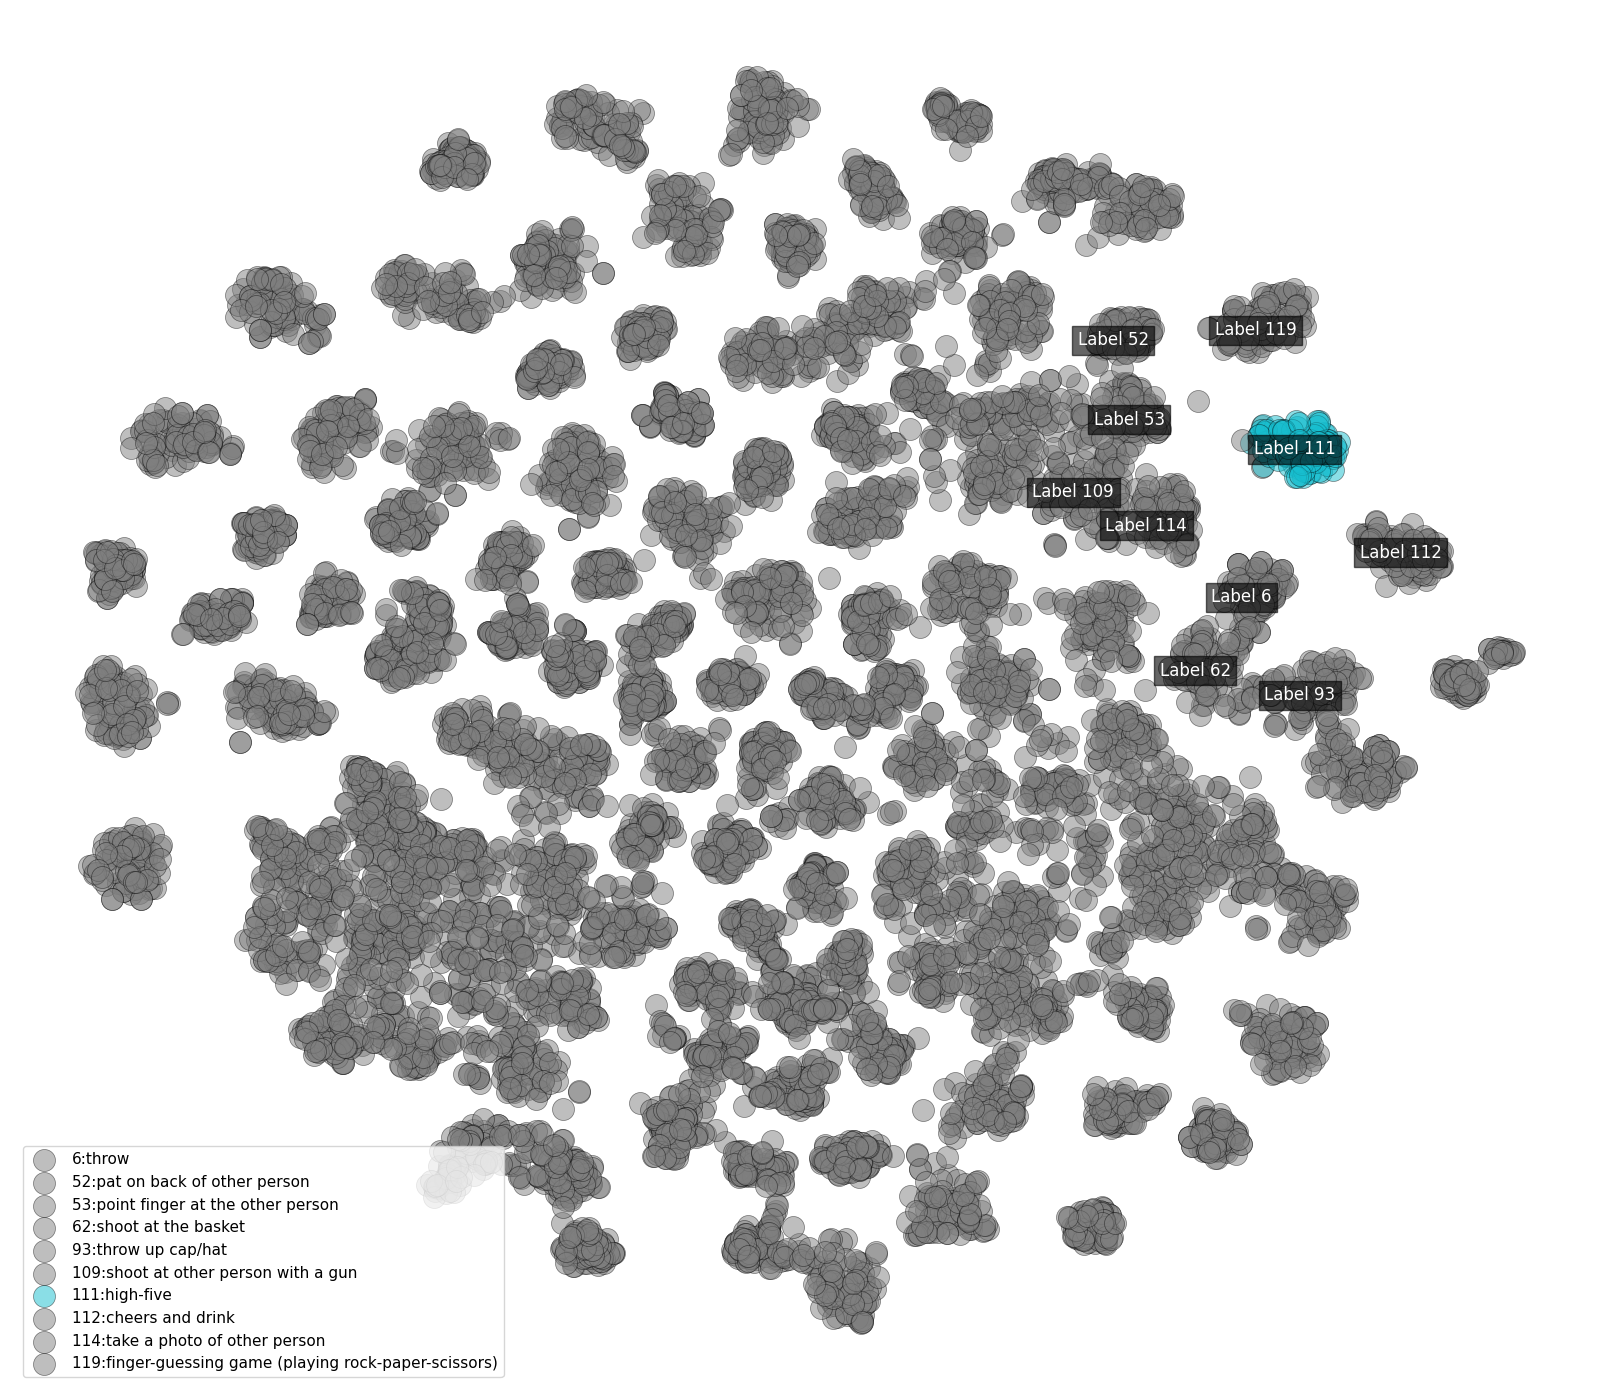 Label 119
Label 52
Label 53
Label 111
Label 109
Label 114
Label 112
Label 6
Label 62
Label 93
6:throw
52:pat on back of other person
53:point finger at the other person
62:shoot at the basket
93:throw up cap/hat
109:shoot at other person with a gun
111:high-five
112:cheers and drink
114:take a photo of other person
119:finger-guessing game (playing rock-paper-scissors)